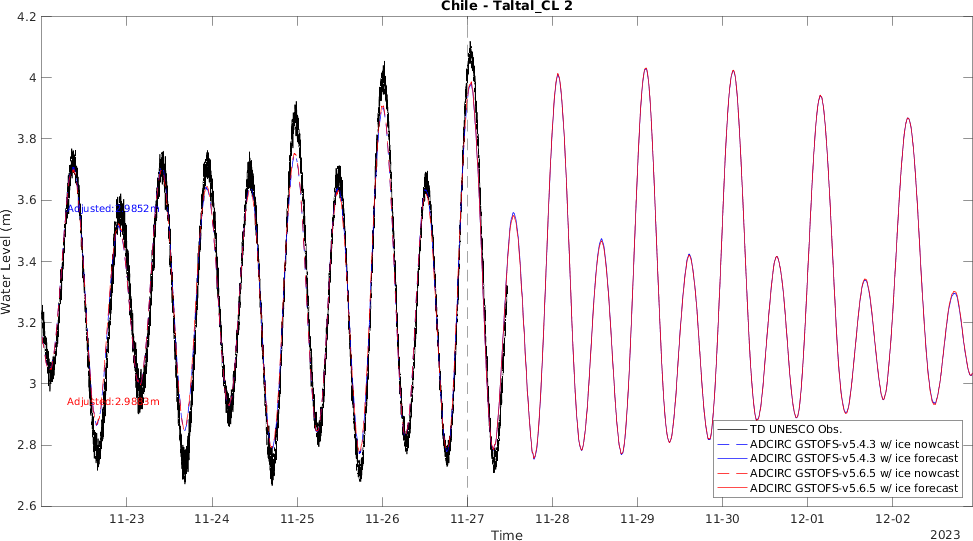 Chile - Taltal_CL 2
4.2
4
3.8
3.6
3.4
3.2
3
2.8
2.6
Water Level (m)
11-23
11-24
11-25
11-26
11-27
11-28
11-29
11-30
12-01
12-02
Time
2023
TD UNESCO Obs.
ADCIRC GSTOFS-v5.4.3 w/ ice nowcast
ADCIRC GSTOFS-v5.4.3 w/ ice forecast
ADCIRC GSTOFS-v5.6.5 w/ ice nowcast
ADCIRC GSTOFS-v5.6.5 w/ ice forecast